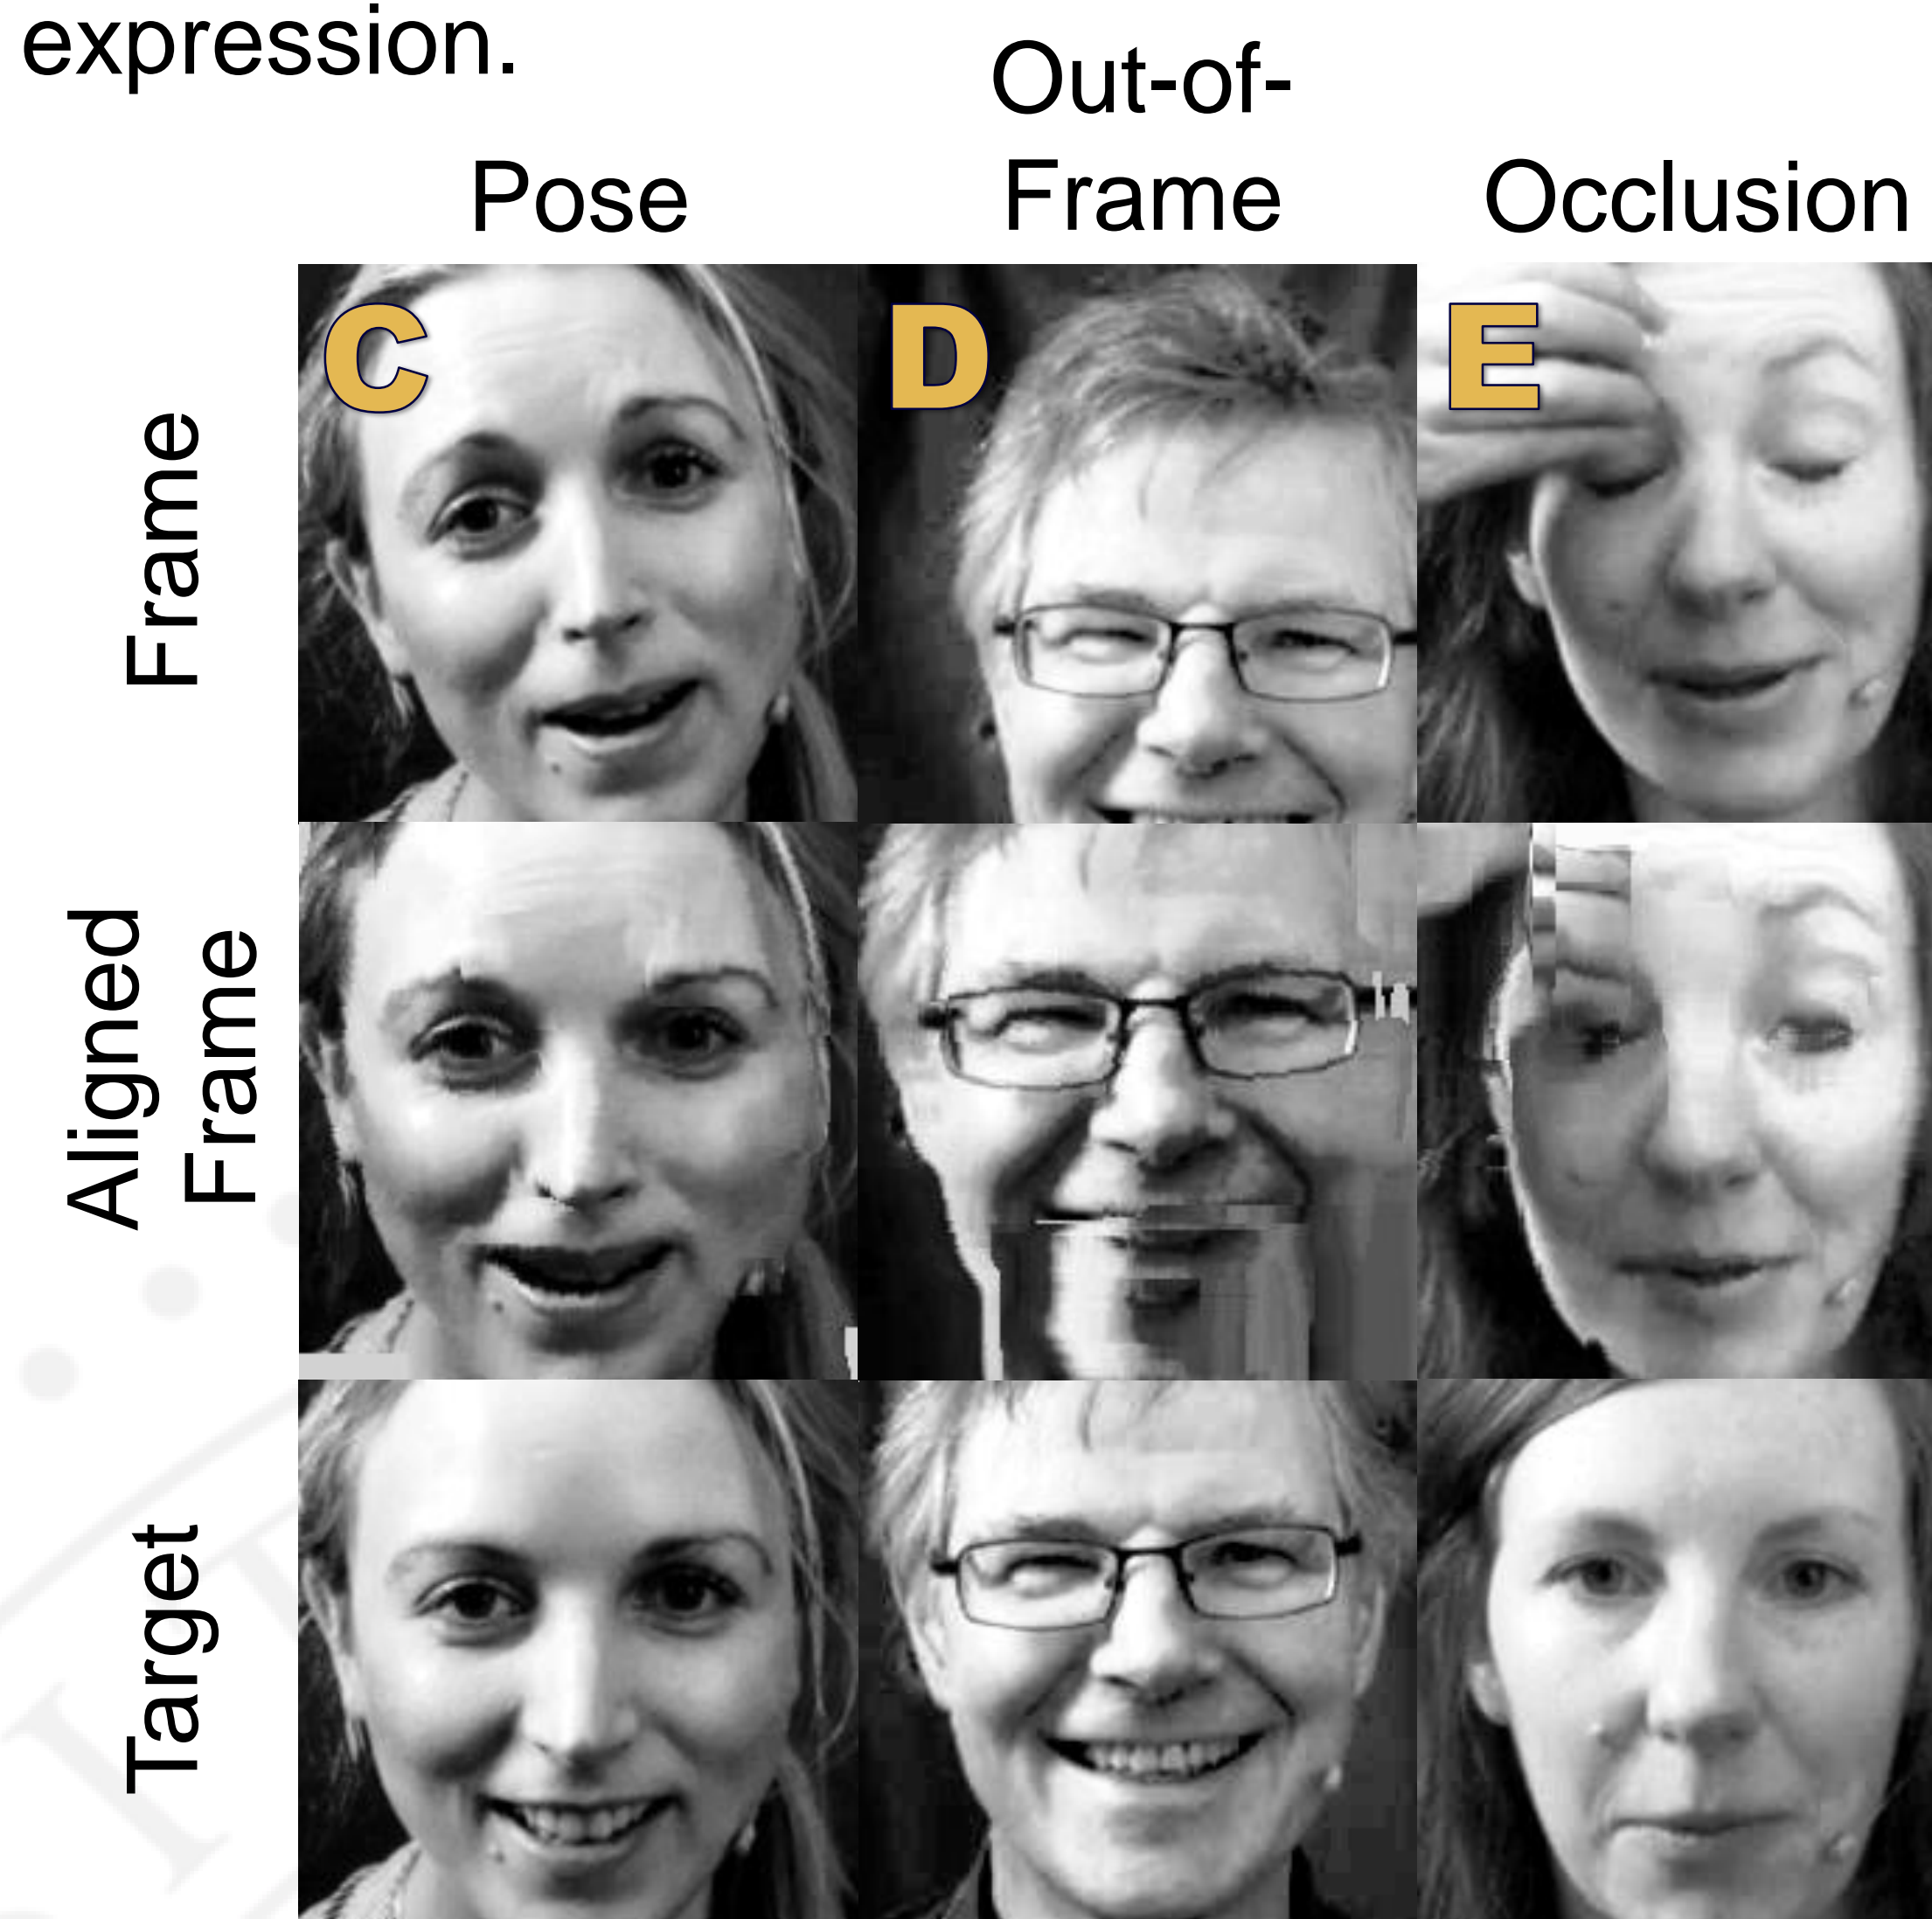 expression.
Out-of-
Frame
Pose
Occlusion
C
D
E
Frame
Aligned
Frame
Target